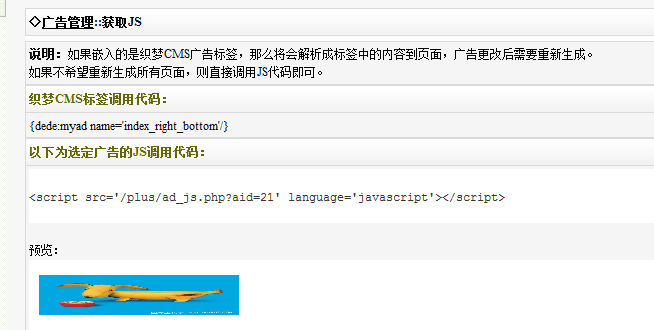 ◇广告管理::获取JS
说明：如果嵌入的是织梦CMS广告标签，那么将会解析成标签中的内容到页面，广告更改后需要重新生成。
如果不希望重新生成所有页面，则直接调用JS代码即可。
织梦CMS标签调用代码：
{dede:myad name='index_right_bottom'/}
以下为选定广告的JS调用代码：
<script src='/plus/ad_js.php?aid=21' language='javascript'></script>
预览：